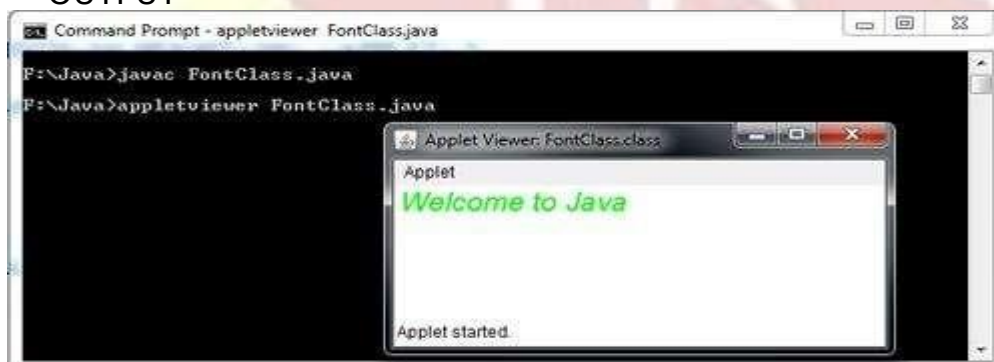 OUTPUT
Command Prompt - appletviewer FontClass.java
F:\Java>javac FontClass.java
F:\Java>appletviewer FontClass.java
Applet Viewer: FontClass.class
Applet
Welcome to Java
Applet started.